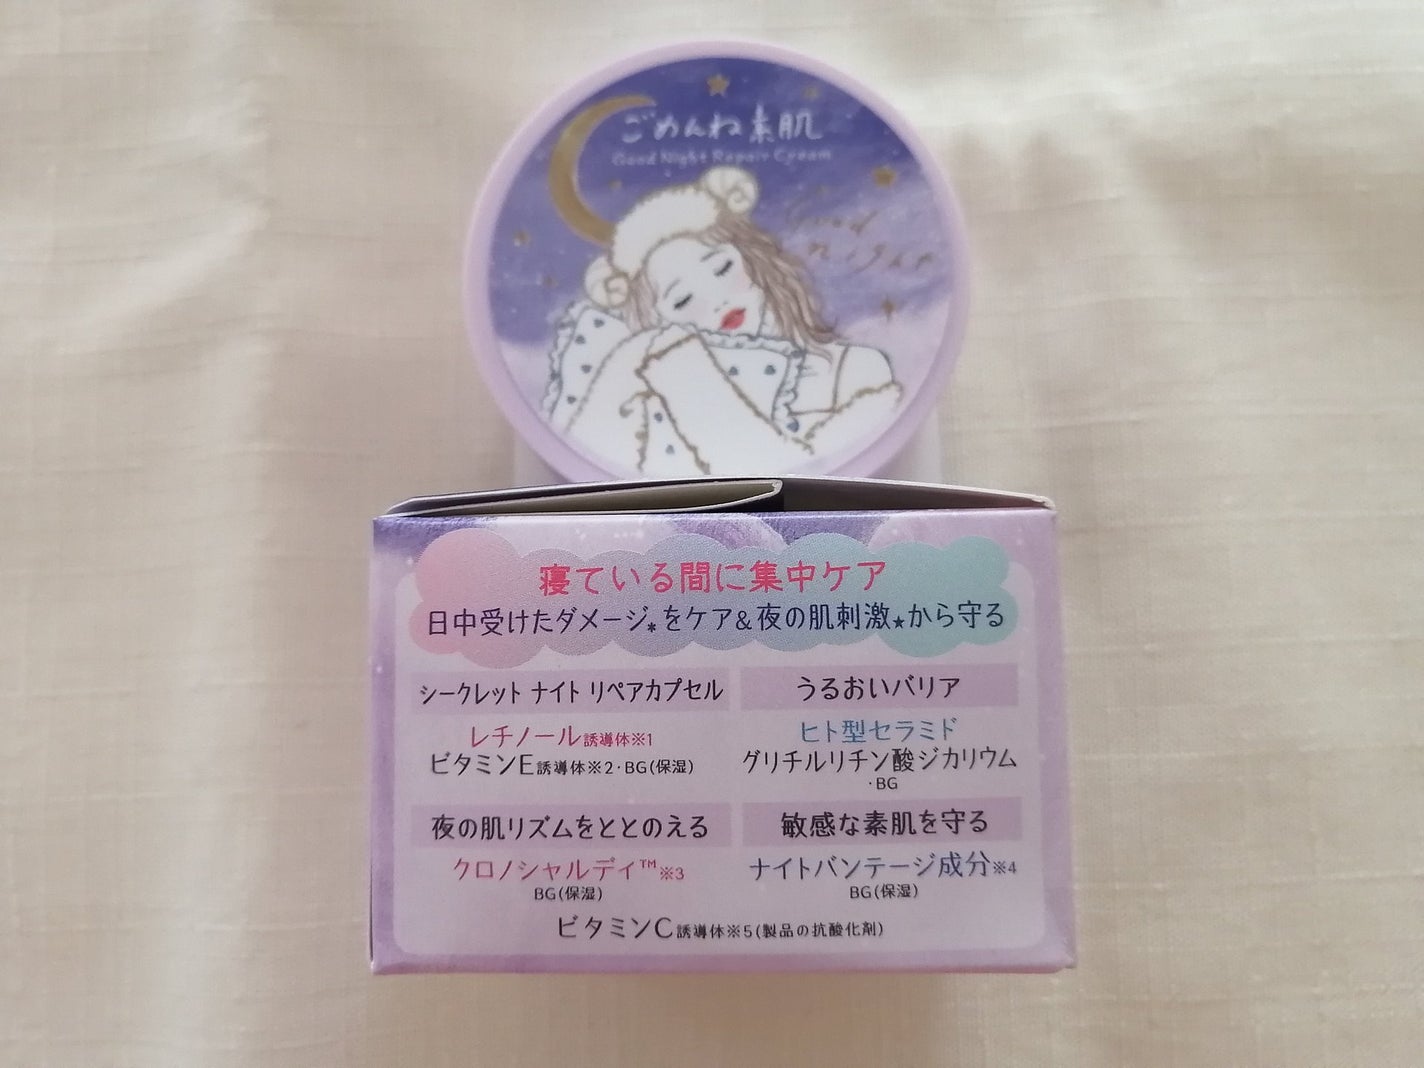 ごめんね素肌
Good Night Repair Cream
Good
night
寝ている間に集中ケア
日中受けたダメージ*をケア&夜の肌刺激★から守る
シークレット ナイト リペアカプセル
レチノール誘導体※1
ビタミンE誘導体※2・BG(保湿)
うるおいバリア
ヒト型セラミド
グリチルリチン酸ジカリウム
・BG
夜の肌リズムをととのえる
クロノシャルディ™※3
BG(保湿)
敏感な素肌を守る
ナイトバンテージ成分※4
BG(保湿)
ビタミンC誘導体※5(製品の抗酸化剤)